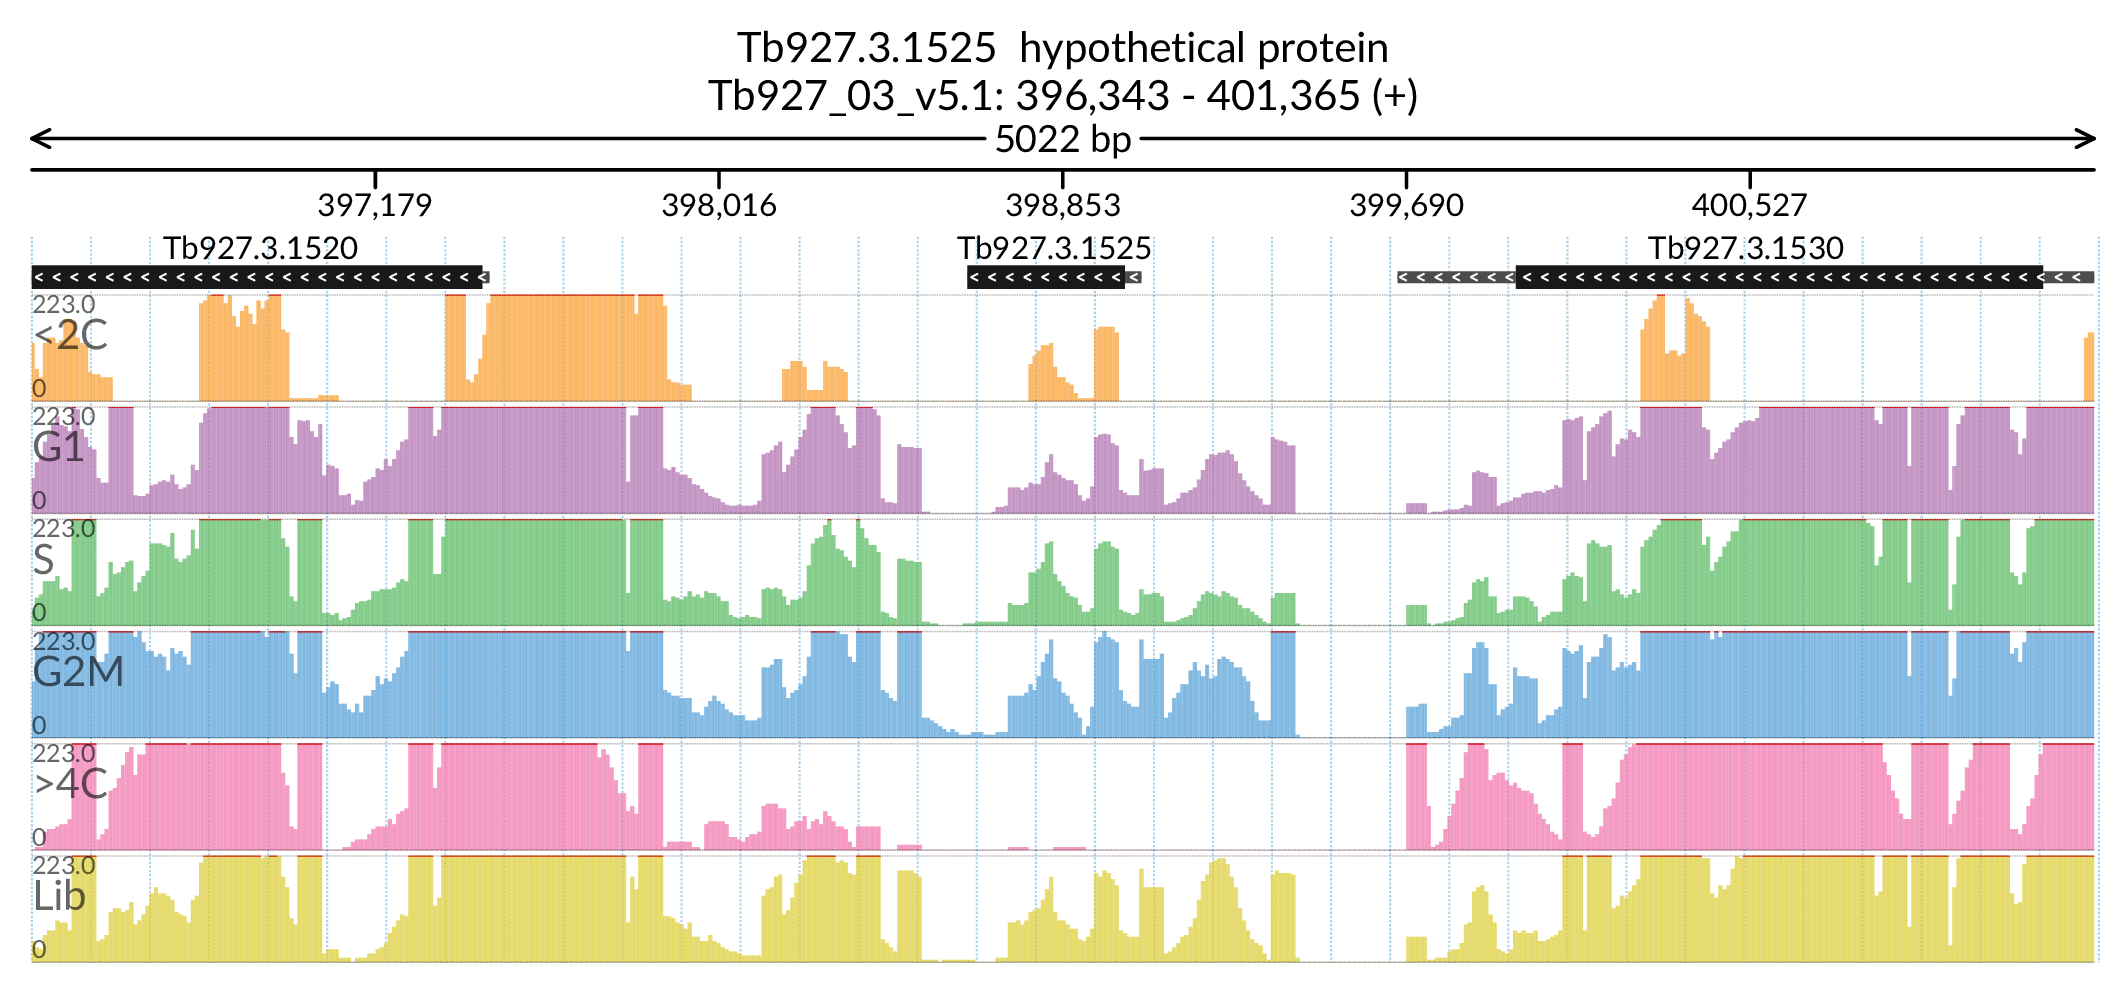 Tb927.3.1525 hypothetical protein
Tb927_03_v5.1: 396,343 - 401,365 (+)
5022 bp
397,179 398,016 398,853 399,690 400,527
Tb927.3.1520 Tb927.3.1525 Tb927.3.1530
223.0
<2C
0
223.0
G1
0
223.0
S
0
223.0
G2M
0
223.0
>4C
0
223.0
Lib
0